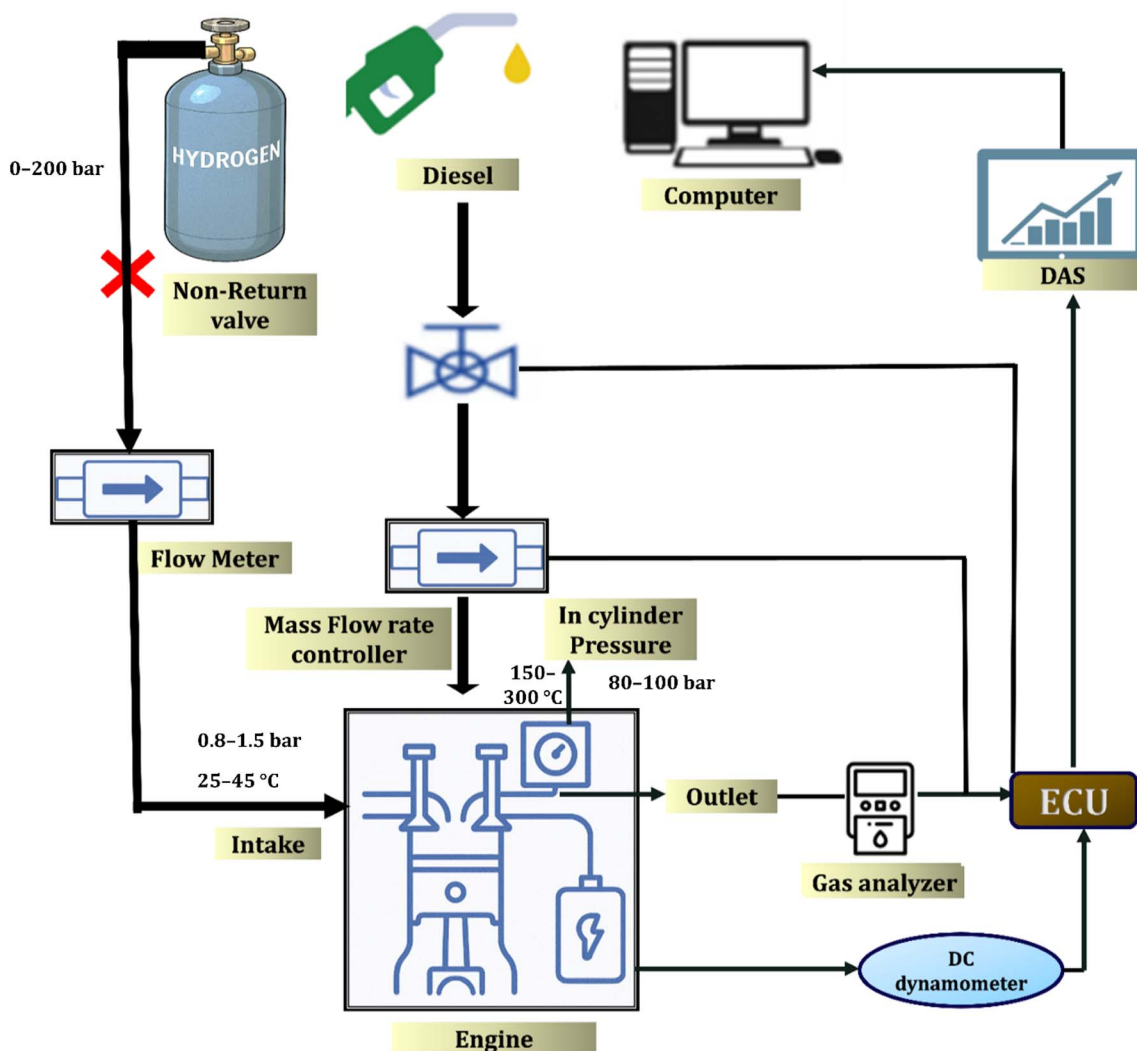 HYDROGEN
0–200 bar
Diesel
Computer
Non-Return
valve
DAS
Flow Meter
Mass Flow rate
controller
In cylinder
Pressure
150–
300 °C
80–100 bar
0.8–1.5 bar
25–45 °C
Intake
Outlet
ECU
Gas analyzer
DC
dynamometer
Engine